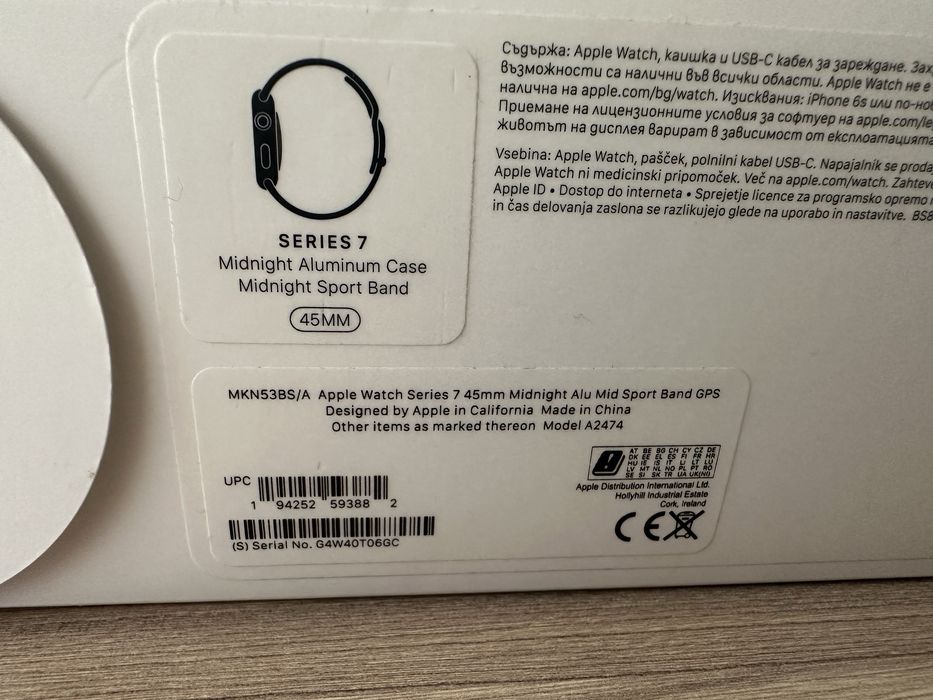 SERIES 7
Midnight Aluminum Case
Midnight Sport Band
45MM
Съдържа: Apple Watch, каишка и USB-C кабел за зареждане.
възможности са налични във всички области. Apple Watch не е
налична на apple.com/bg/watch. Изисквания: iPhone 6s или
Приемане на лицензионните условия за софтуер на
животът на дисплея варират в зависимост от експлоатацията
Vsebina: Apple Watch, pašček, polnilni kabel USB-C. Napajalnik se
Apple Watch ni medicinski pripomoček. Več na apple.com/watch.
Apple ID • Dostop do interneta • Sprejetje licence za programsko opremo
in čas delovanja zaslona se razlikujejo glede na uporabo in nastavitve.
MKN53BS/A Apple Watch Series 7 45mm Midnight Alu Mid Sport Band GPS
Designed by Apple in California Made in China
Other items as marked thereon Model A2474
AT BE BG CH CY CZ DE
DK EE EL ES FI FR HR
HU IE IS IT LI LT LU
LV MT NL NO PL PT RO
SE SI SK TR UA UK(NI)
Apple Distribution International Ltd.
Hollyhill Industrial Estate
Cork, Ireland
CE
UPC
1 94252 59388 2
(S) Serial No. G4W40T06GC